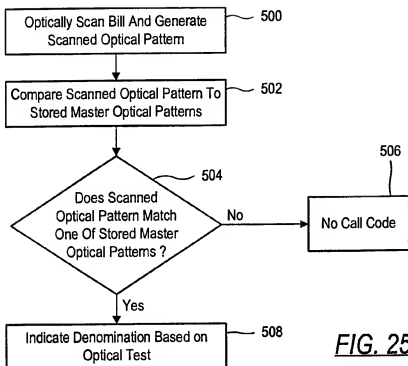 Optically Scan Bill And Generate
Scanned Optical Pattern
500
Compare Scanned Optical Pattern To
Stored Master Optical Patterns
502
504
Does Scanned
Optical Pattern Match
One Of Stored Master
Optical Patterns ?
No
506
No Call Code
Yes
508
Indicate Denomination Based on
Optical Test
FIG. 25